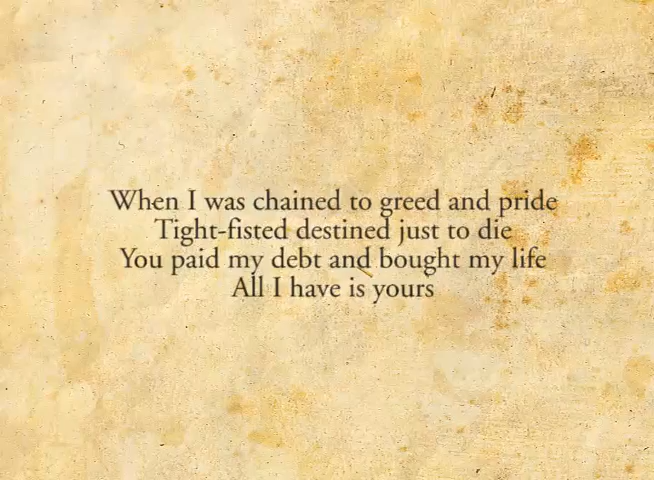 When I was chained to greed and pride
Tight-fisted destined just to die
You paid my debt and bought my life
All I have is yours